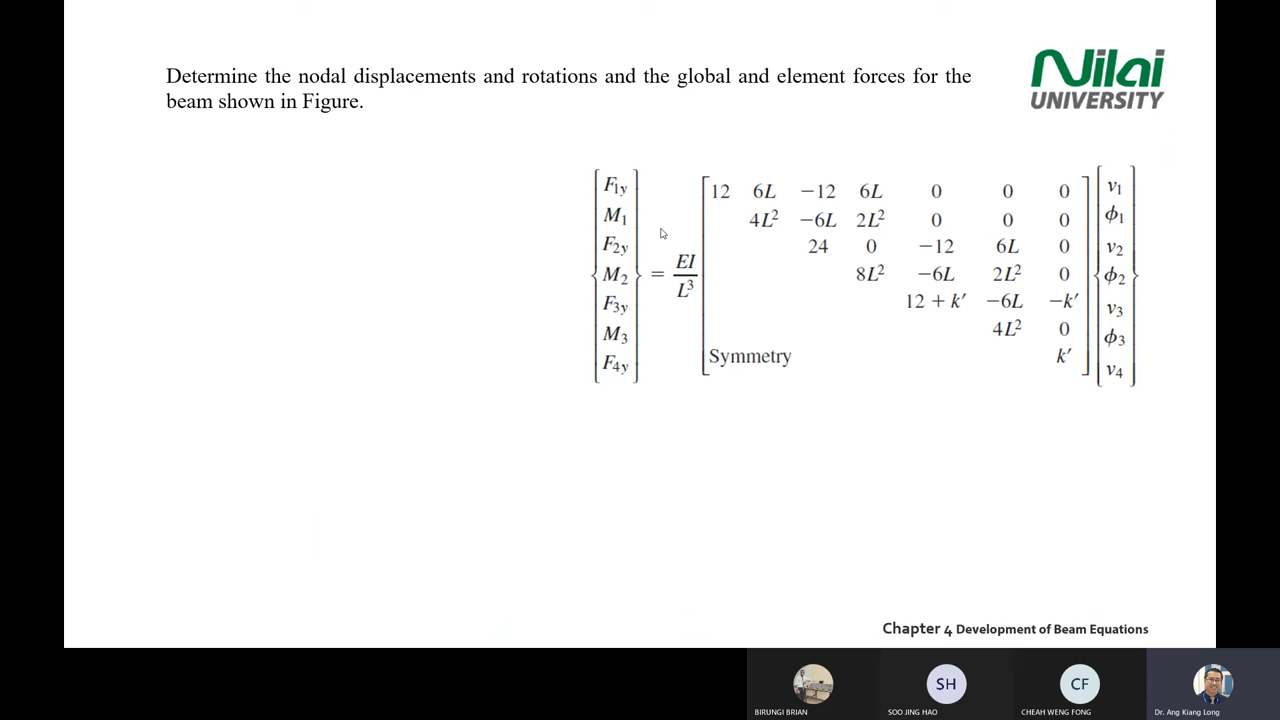 Determine the nodal displacements and rotations and the global and element forces for the
beam shown in Figure.
Nilai
UNIVERSITY
F1y
M1
F2y
M2
F3y
M3
F4y
= EI/L³
12 6L −12 6L 0 0 0
4L² −6L 2L² 0 0 0
24 0 −12 6L 0
8L² −6L 2L² 0
12 + k′ −6L −k′
4L² 0
Symmetry k′
v1
ϕ1
v2
ϕ2
v3
ϕ3
v4
Chapter 4 Development of Beam Equations
SH
CF
BIRUNGI BRIAN
SOO JING HAO
CHEAH WENG FONG
Dr. Ang Kiang Long